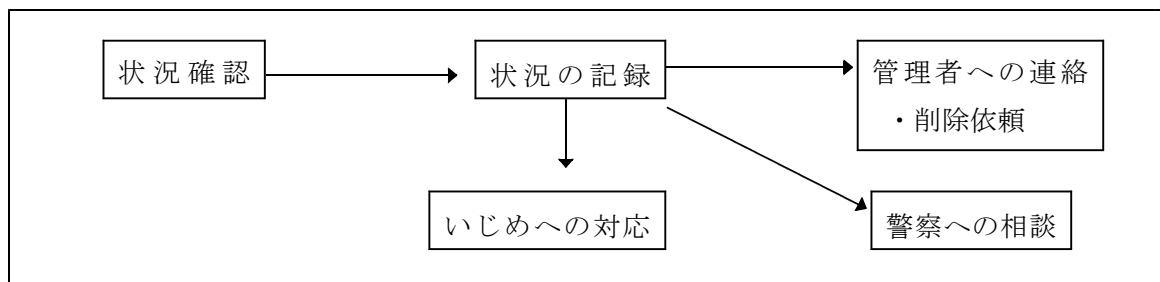 状況確認
状況の記録
管理者への連絡
・削除依頼
いじめへの対応
警察への相談